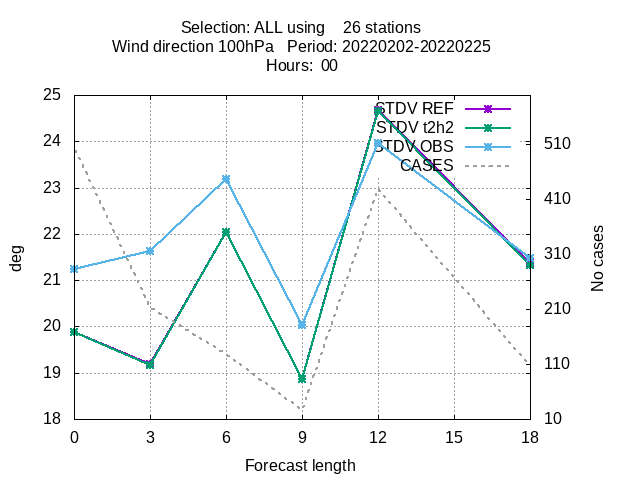 Selection: ALL using    26 stations
Wind direction 100hPa   Period: 20220202-20220225
Hours:  00
25
24
23
22
21
20
19
18
deg
STDV REF
STDV t2h2
STDV OBS
CASES
510
410
310
210
110
10
No cases
0 3 6 9 12 15 18
Forecast length